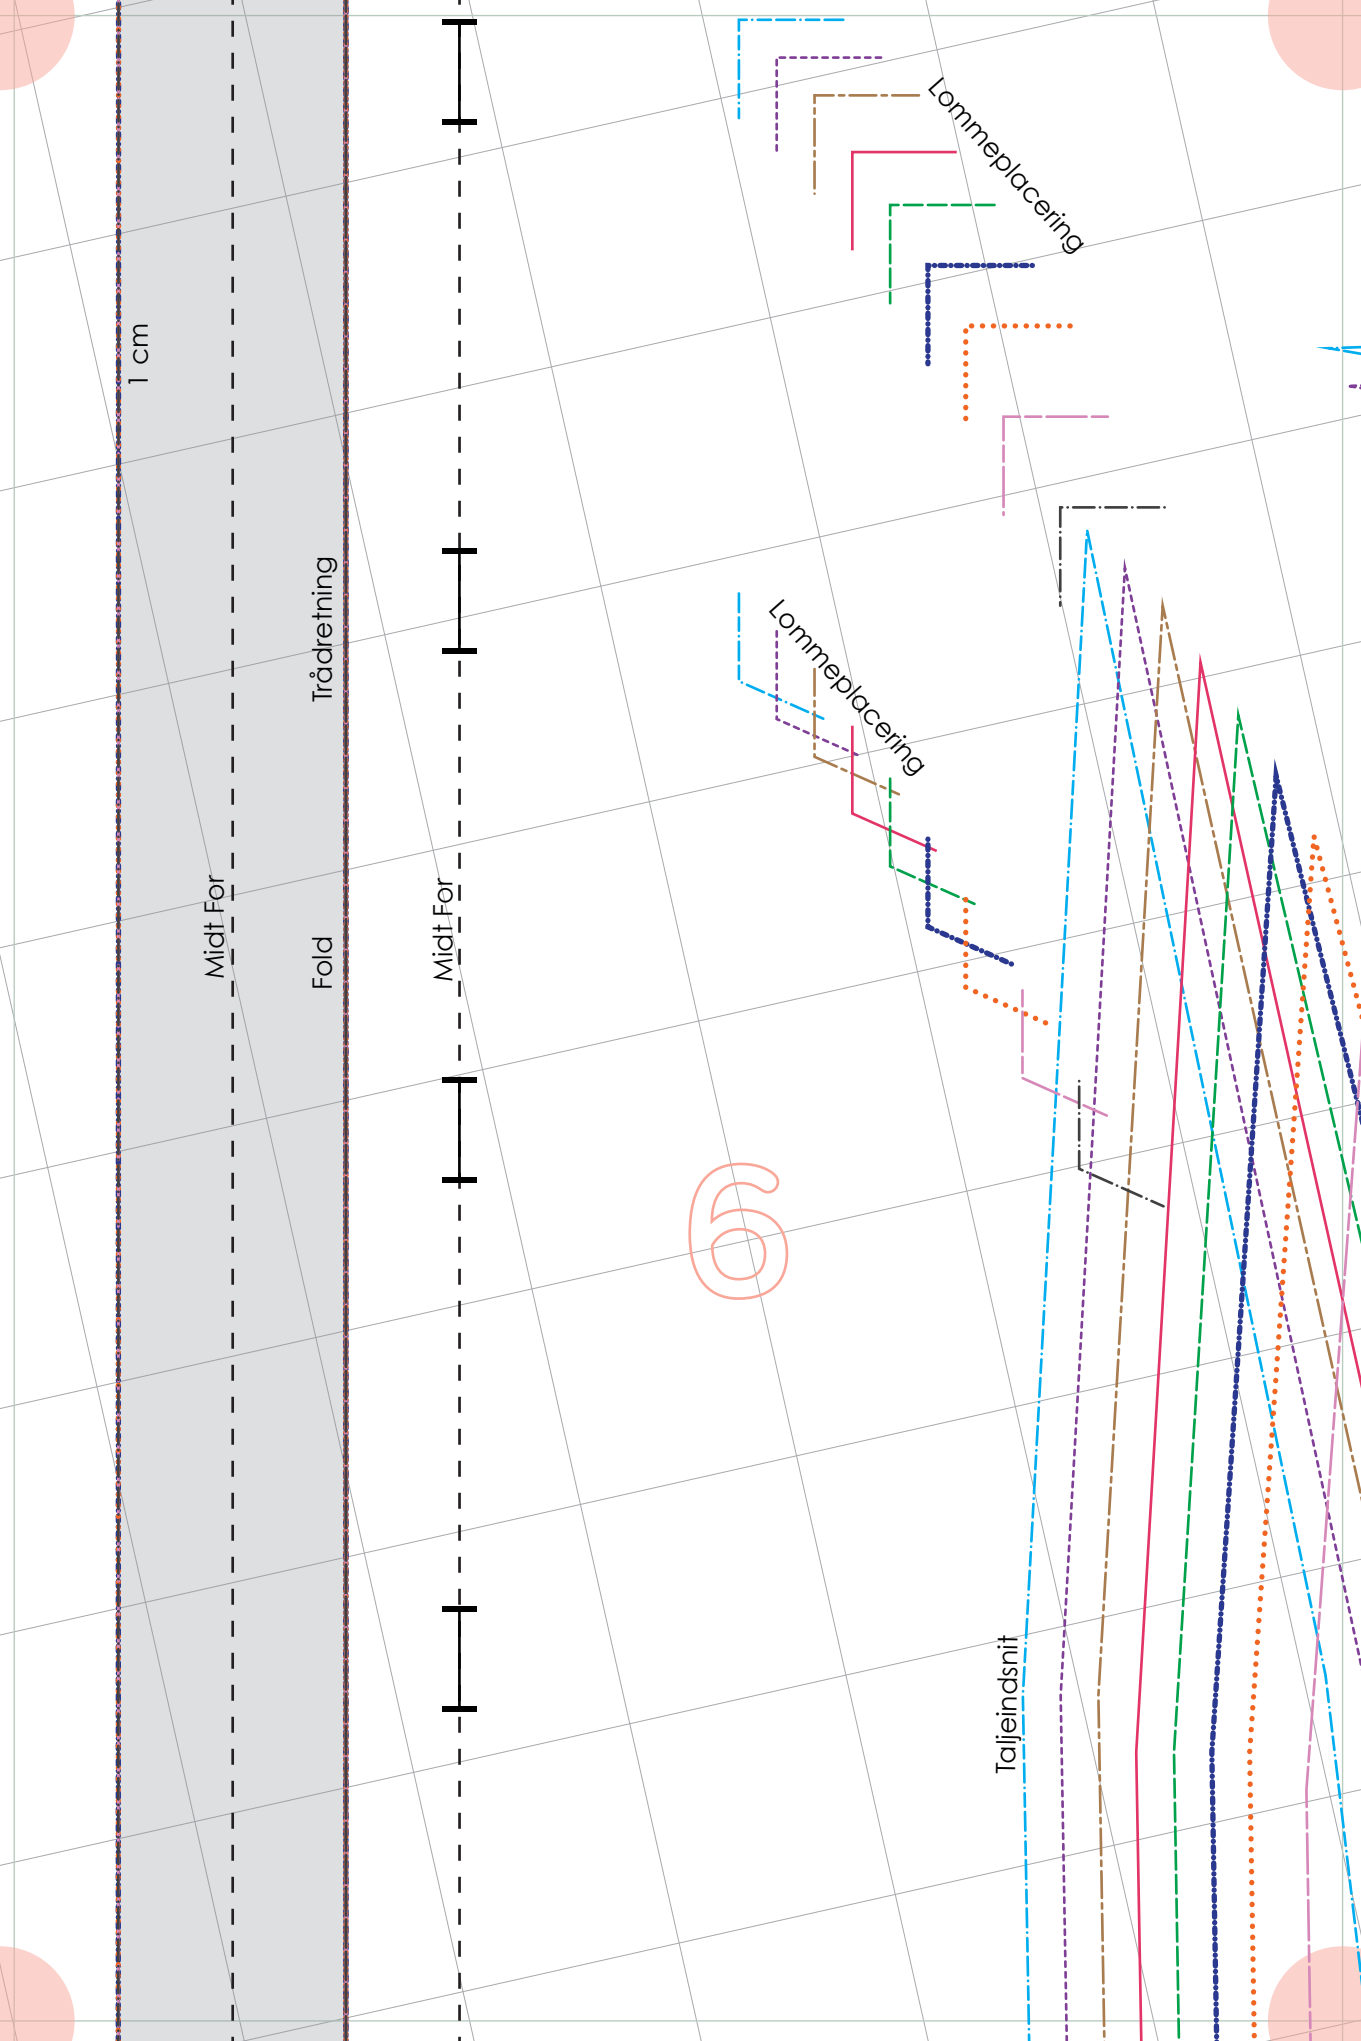 Lommeplacering
1 cm
Trådretning
Lommeplacering
Midt For
Fold
Midt For
6
Taljeindsnit